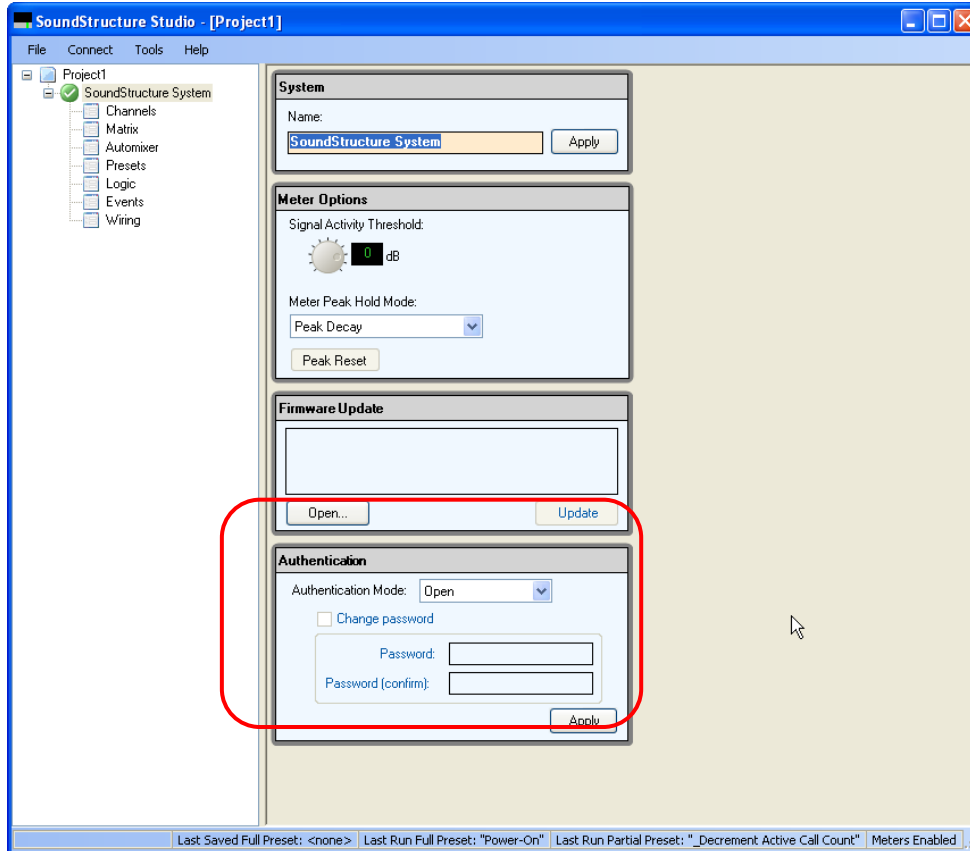 SoundStructure Studio - [Project1]
File Connect Tools Help
Project1
SoundStructure System
Channels
Matrix
Automixer
Presets
Logic
Events
Wiring
System
Name:
SoundStructure System Apply
Meter Options
Signal Activity Threshold:
0 dB
Meter Peak Hold Mode:
Peak Decay
Peak Reset
Firmware Update
Open... Update
Authentication
Authentication Mode: Open
Change password
Password:
Password (confirm):
Apply
Last Saved Full Preset: <none> Last Run Full Preset: "Power-On" Last Run Partial Preset: "_Decrement Active Call Count" Meters Enabled